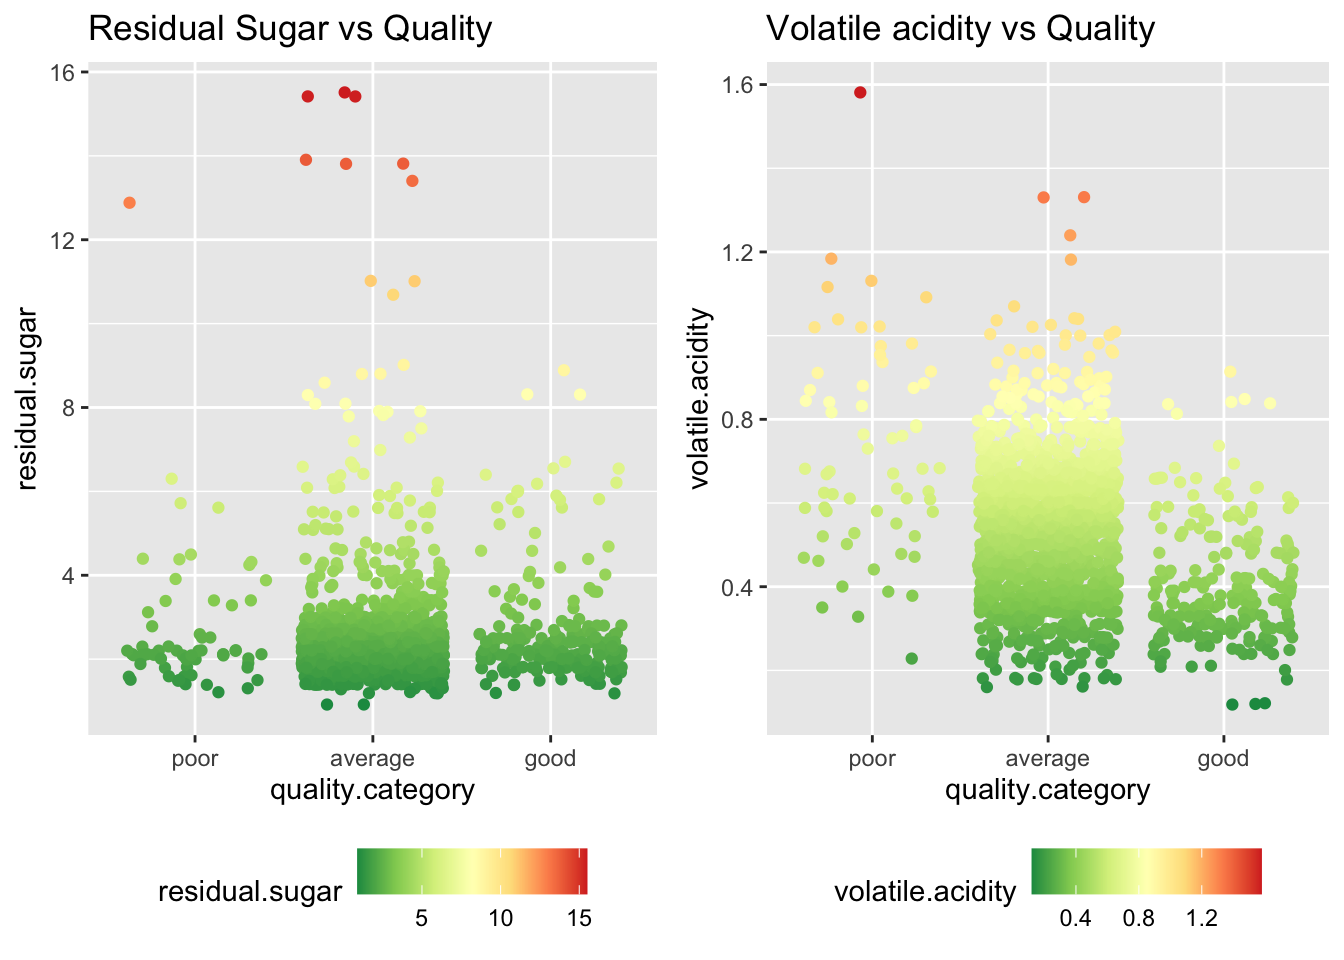 Residual Sugar vs Quality
residual.sugar
16
12
8
4
poor average good
quality.category
residual.sugar
5 10 15
Volatile acidity vs Quality
volatile.acidity
1.6
1.2
0.8
0.4
poor average good
quality.category
volatile.acidity
0.4 0.8 1.2